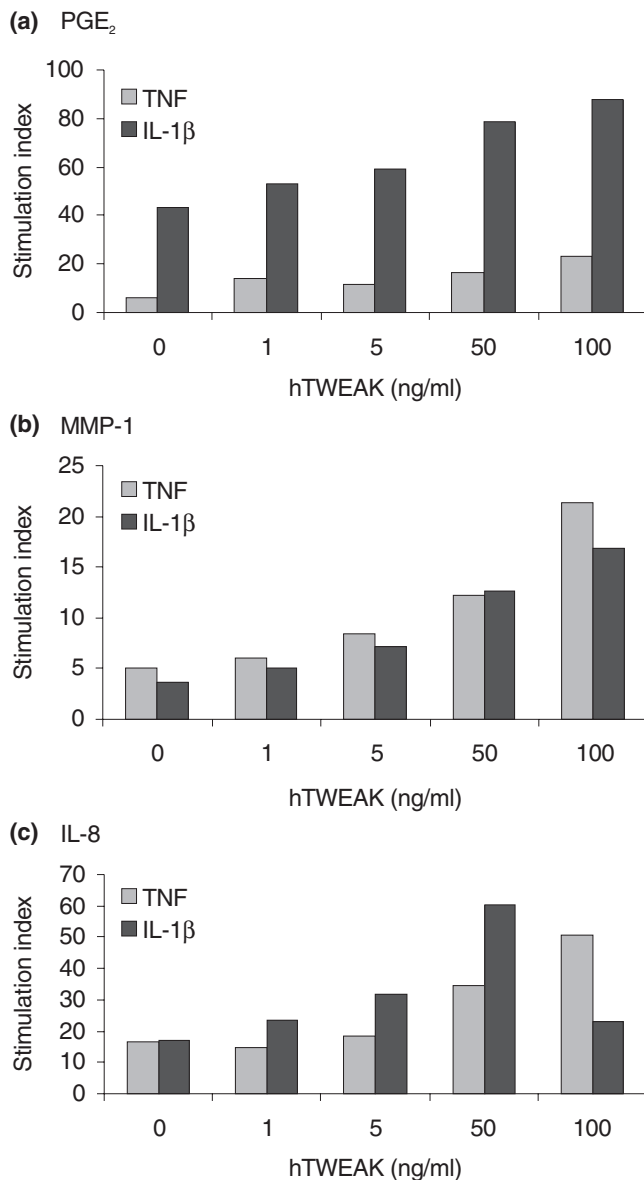 (a) PGE₂
100
80
60
40
20
0
Stimulation index
TNF
IL-1β
0 1 5 50 100
hTWEAK (ng/ml)
(b) MMP-1
25
20
15
10
5
0
Stimulation index
TNF
IL-1β
0 1 5 50 100
hTWEAK (ng/ml)
(c) IL-8
70
60
50
40
30
20
10
0
Stimulation index
TNF
IL-1β
0 1 5 50 100
hTWEAK (ng/ml)